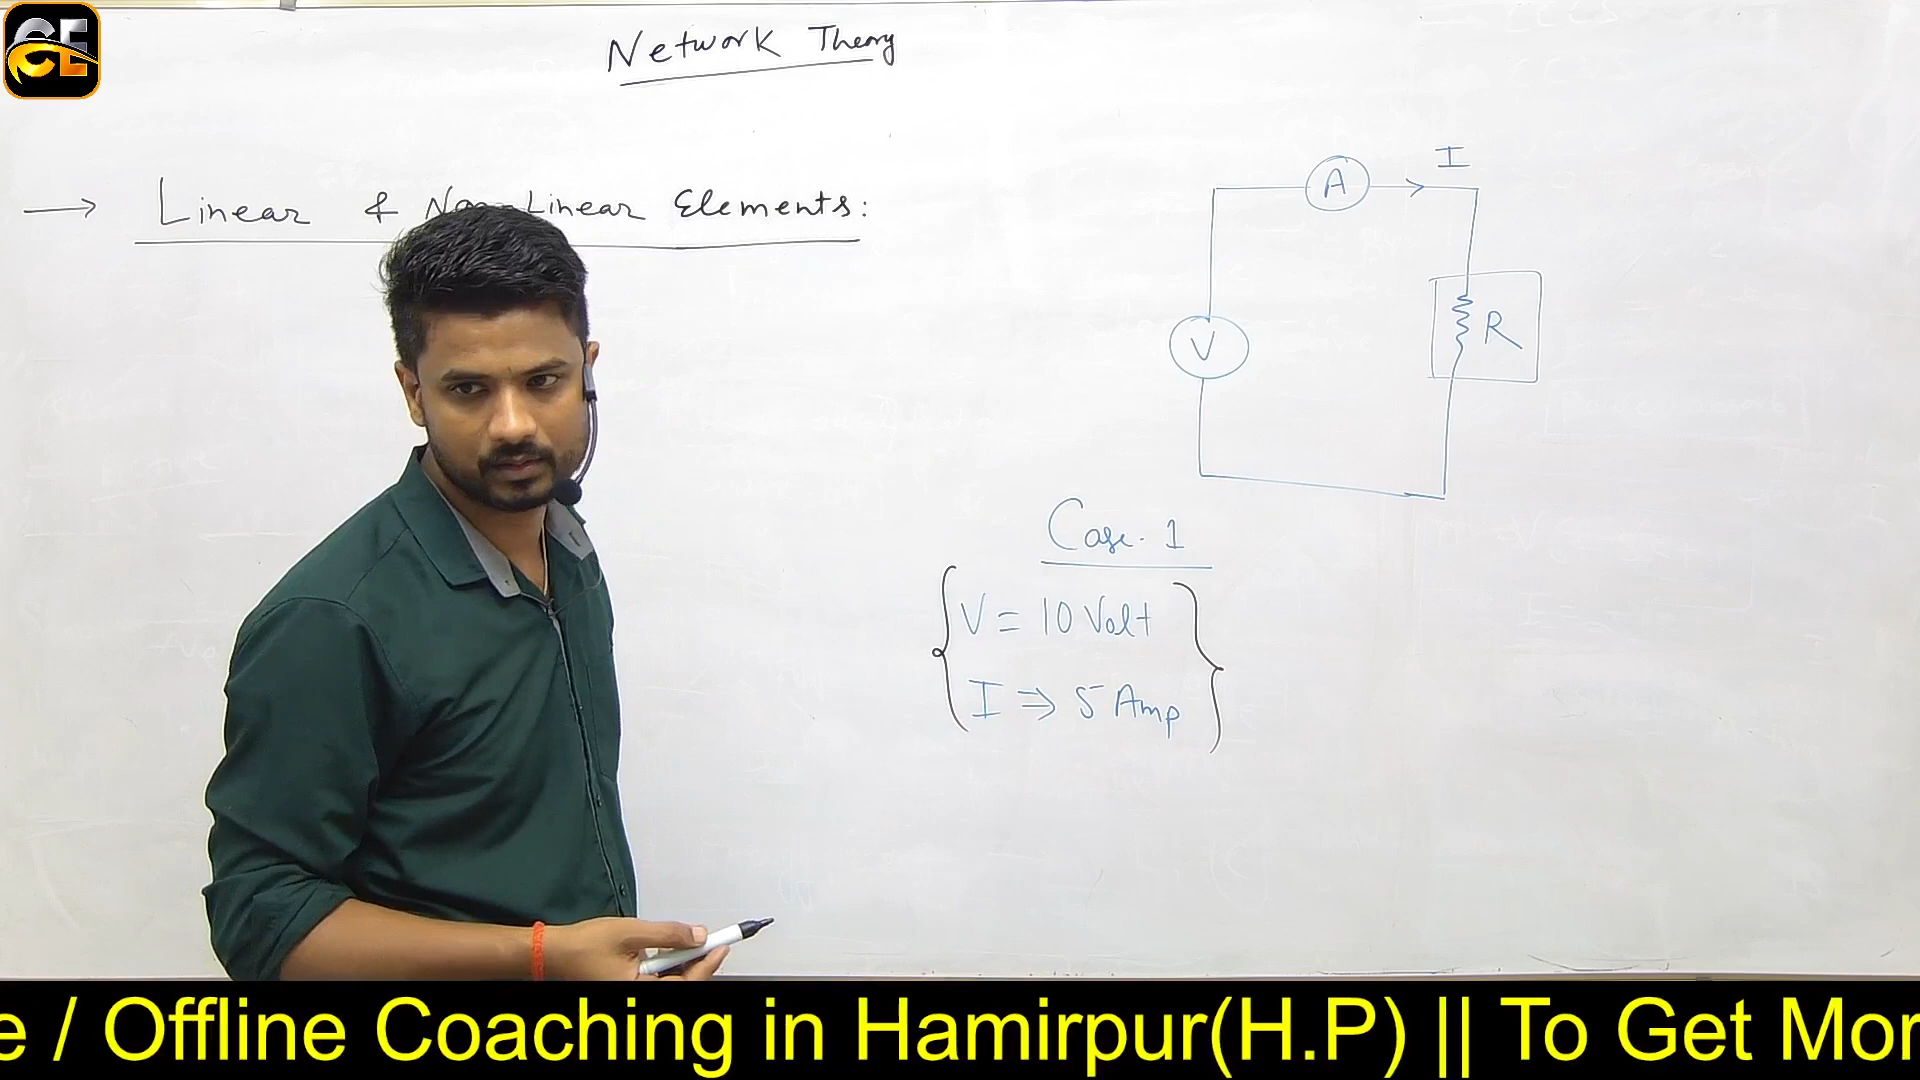 CE
Network Theory
→ Linear & Non-Linear Elements:
A
I
V
R
Case. 1
V = 10 Volt
I ⇒ 5 Amp
e / Offline Coaching in Hamirpur(H.P) || To Get Mor